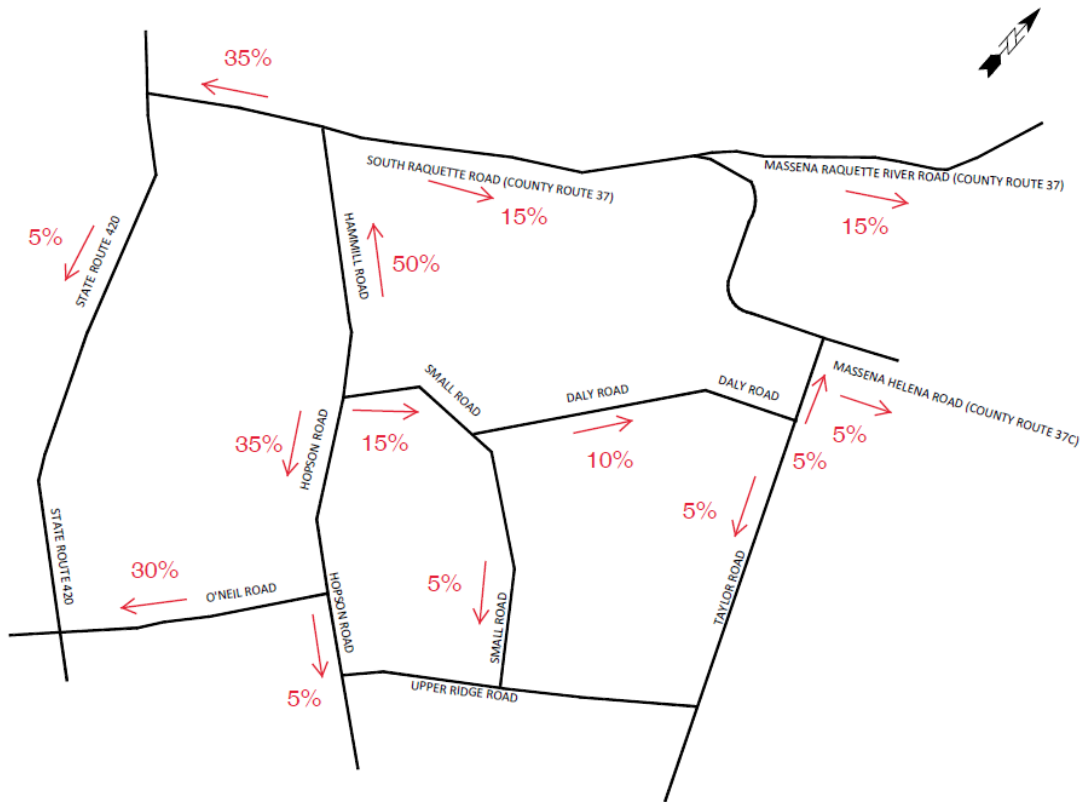 35%
SOUTH RAQUETTE ROAD (COUNTY ROUTE 37)
15%
MASSENA RAQUETTE RIVER ROAD (COUNTY ROUTE 37)
15%
5%
STATE ROUTE 420
HAMMILL ROAD
50%
SMALL ROAD
DALY ROAD
DALY ROAD
MASSENA HELENA ROAD (COUNTY ROUTE 37C)
35%
HOPSON ROAD
15%
10%
5%
5%
5%
STATE ROUTE 420
30%
O'NEIL ROAD
HOPSON ROAD
5%
SMALL ROAD
TAYLOR ROAD
5%
UPPER RIDGE ROAD